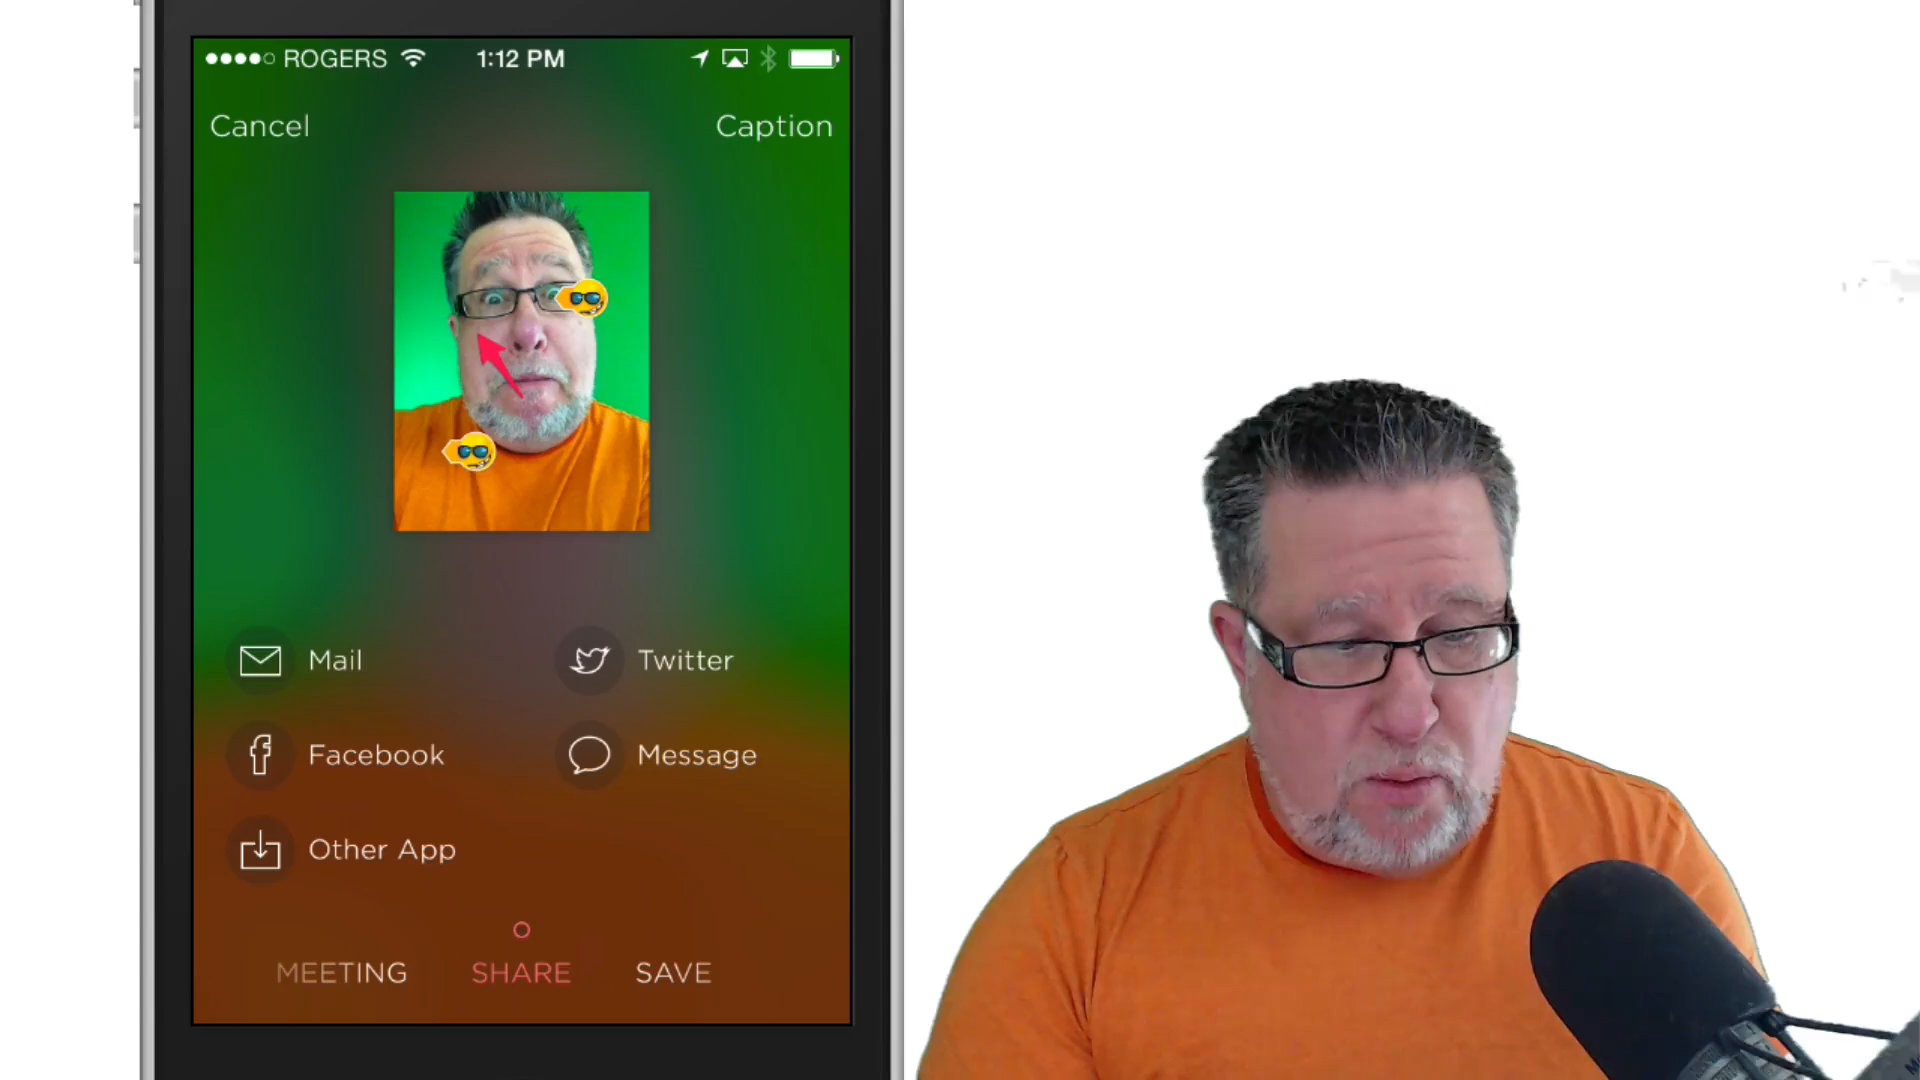 ROGERS 1:12 PM
Cancel Caption
Mail Twitter
Facebook Message
Other App
MEETING SHARE SAVE